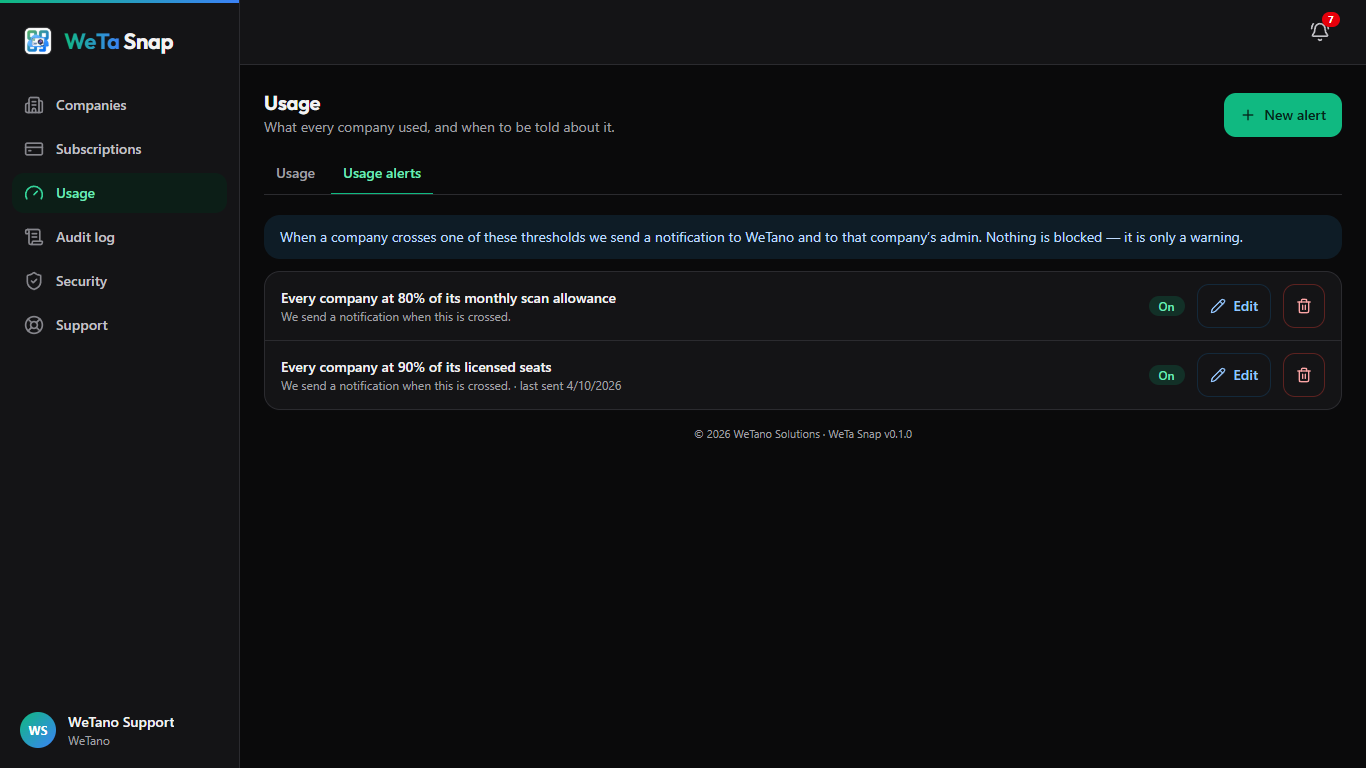 WeTa Snap
7
Companies
Subscriptions
Usage
Audit log
Security
Support
Usage
What every company used, and when to be told about it.
New alert
Usage
Usage alerts
When a company crosses one of these thresholds we send a notification to WeTano and to that company’s admin. Nothing is blocked — it is only a warning.
Every company at 80% of its monthly scan allowance
We send a notification when this is crossed.
On
Edit
Every company at 90% of its licensed seats
We send a notification when this is crossed. · last sent 4/10/2026
On
Edit
© 2026 WeTano Solutions · WeTa Snap v0.1.0
WS
WeTano Support
WeTano